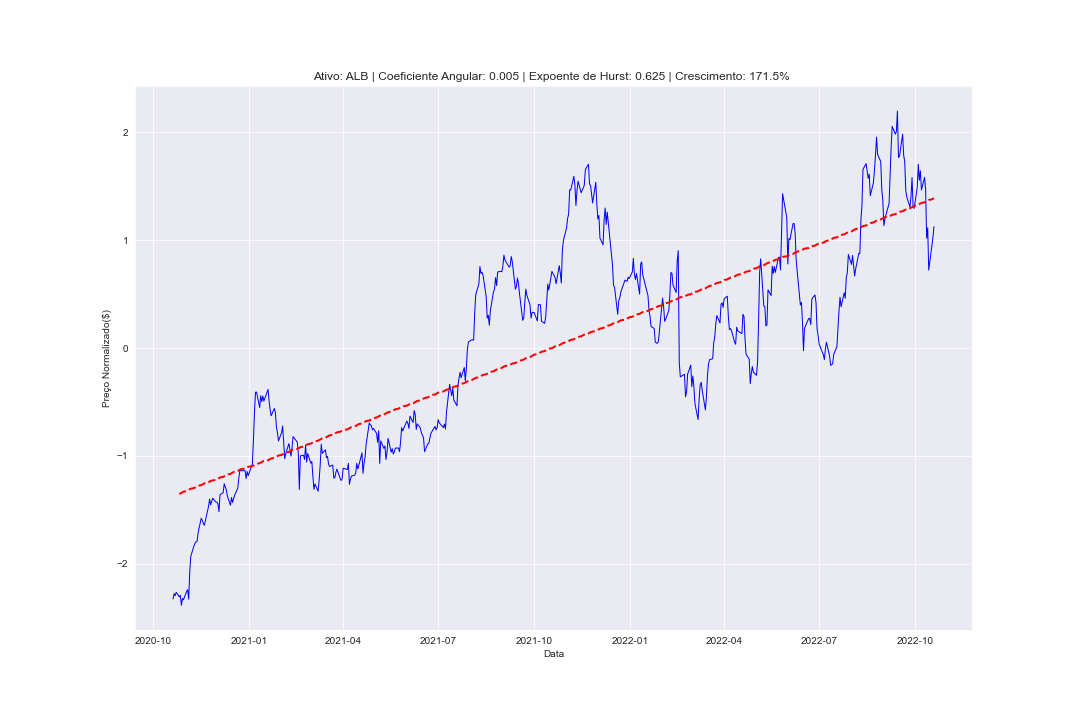 Ativo: ALB | Coeficiente Angular: 0.005 | Expoente de Hurst: 0.625 | Crescimento: 171.5%
Preço Normalizado($)
2
1
0
−1
−2
2020-10 2021-01 2021-04 2021-07 2021-10 2022-01 2022-04 2022-07 2022-10
Data